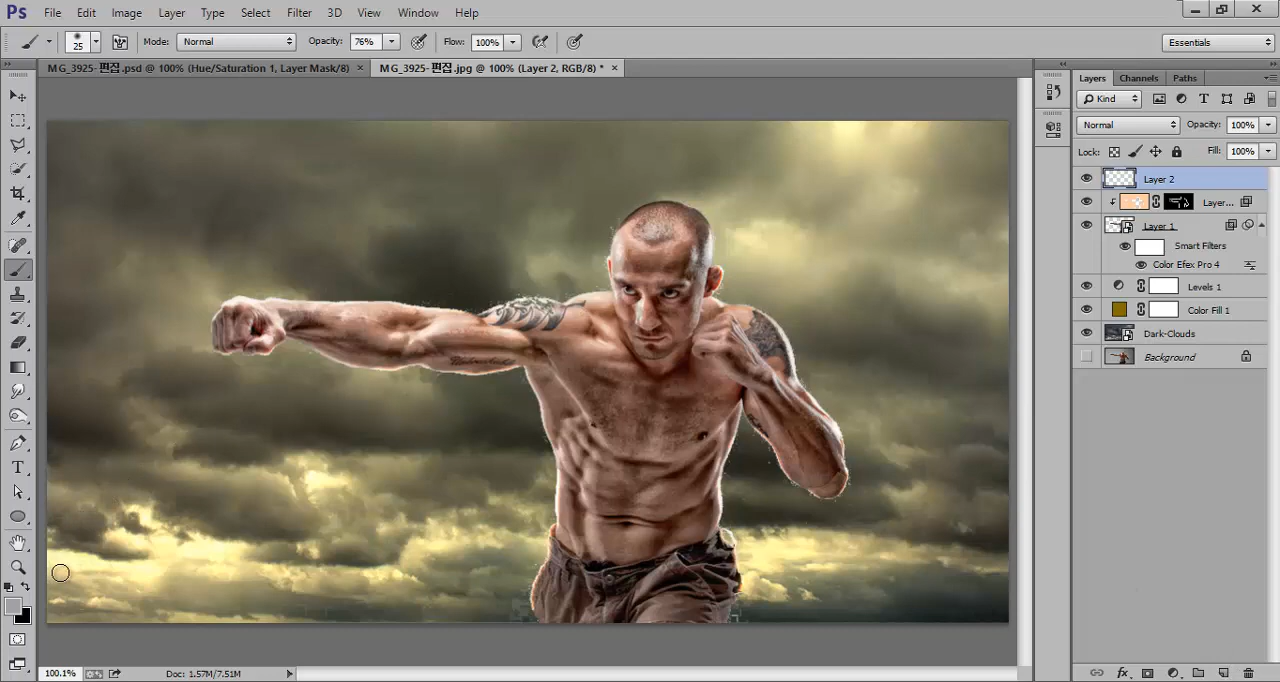 Ps File Edit Image Layer Type Select Filter 3D View Window Help
25 Mode: Normal Opacity: 76% Flow: 100% Essentials
MG_3925-편집.psd @ 100% (Hue/Saturation 1, Layer Mask/8) × MG_3925-편집.jpg @ 100% (Layer 2, RGB/8) * ×
Layers Channels Paths
Kind
Normal Opacity: 100%
Lock: Fill: 100%
Layer 2
Layer...
Layer 1
Smart Filters
Color Efex Pro 4
Levels 1
Color Fill 1
Dark-Clouds
Background
100.1% Doc: 1.57M/7.51M